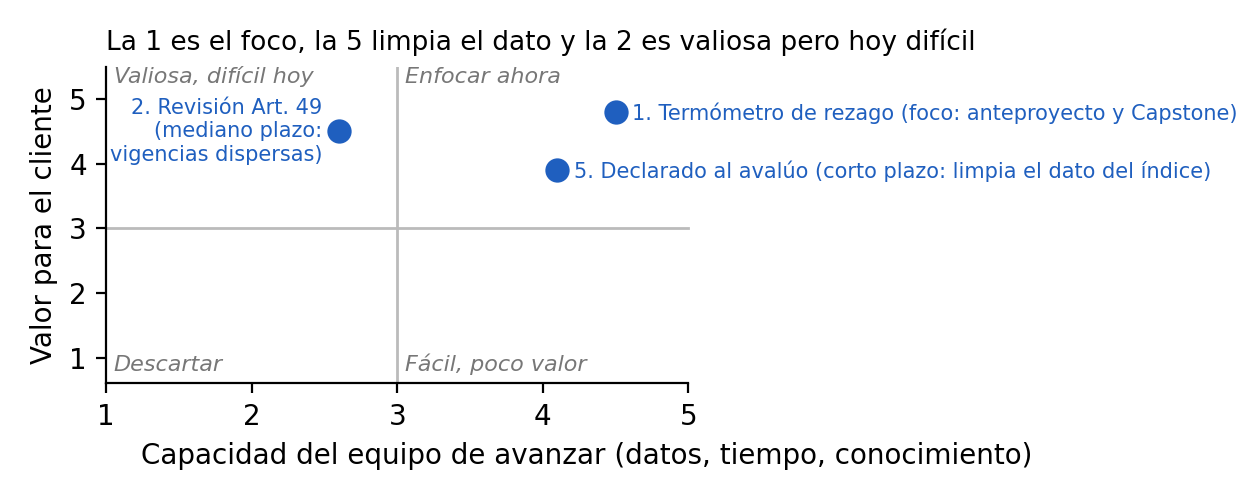 La 1 es el foco, la 5 limpia el dato y la 2 es valiosa pero hoy difícil
Valiosa, difícil hoy
Enfocar ahora
2. Revisión Art. 49
(mediano plazo:
vigencias dispersas)
1. Termómetro de rezago (foco: anteproyecto y Capstone)
5. Declarado al avalúo (corto plazo: limpia el dato del índice)
Descartar
Fácil, poco valor
Valor para el cliente
5
4
3
2
1
1 2 3 4 5
Capacidad del equipo de avanzar (datos, tiempo, conocimiento)